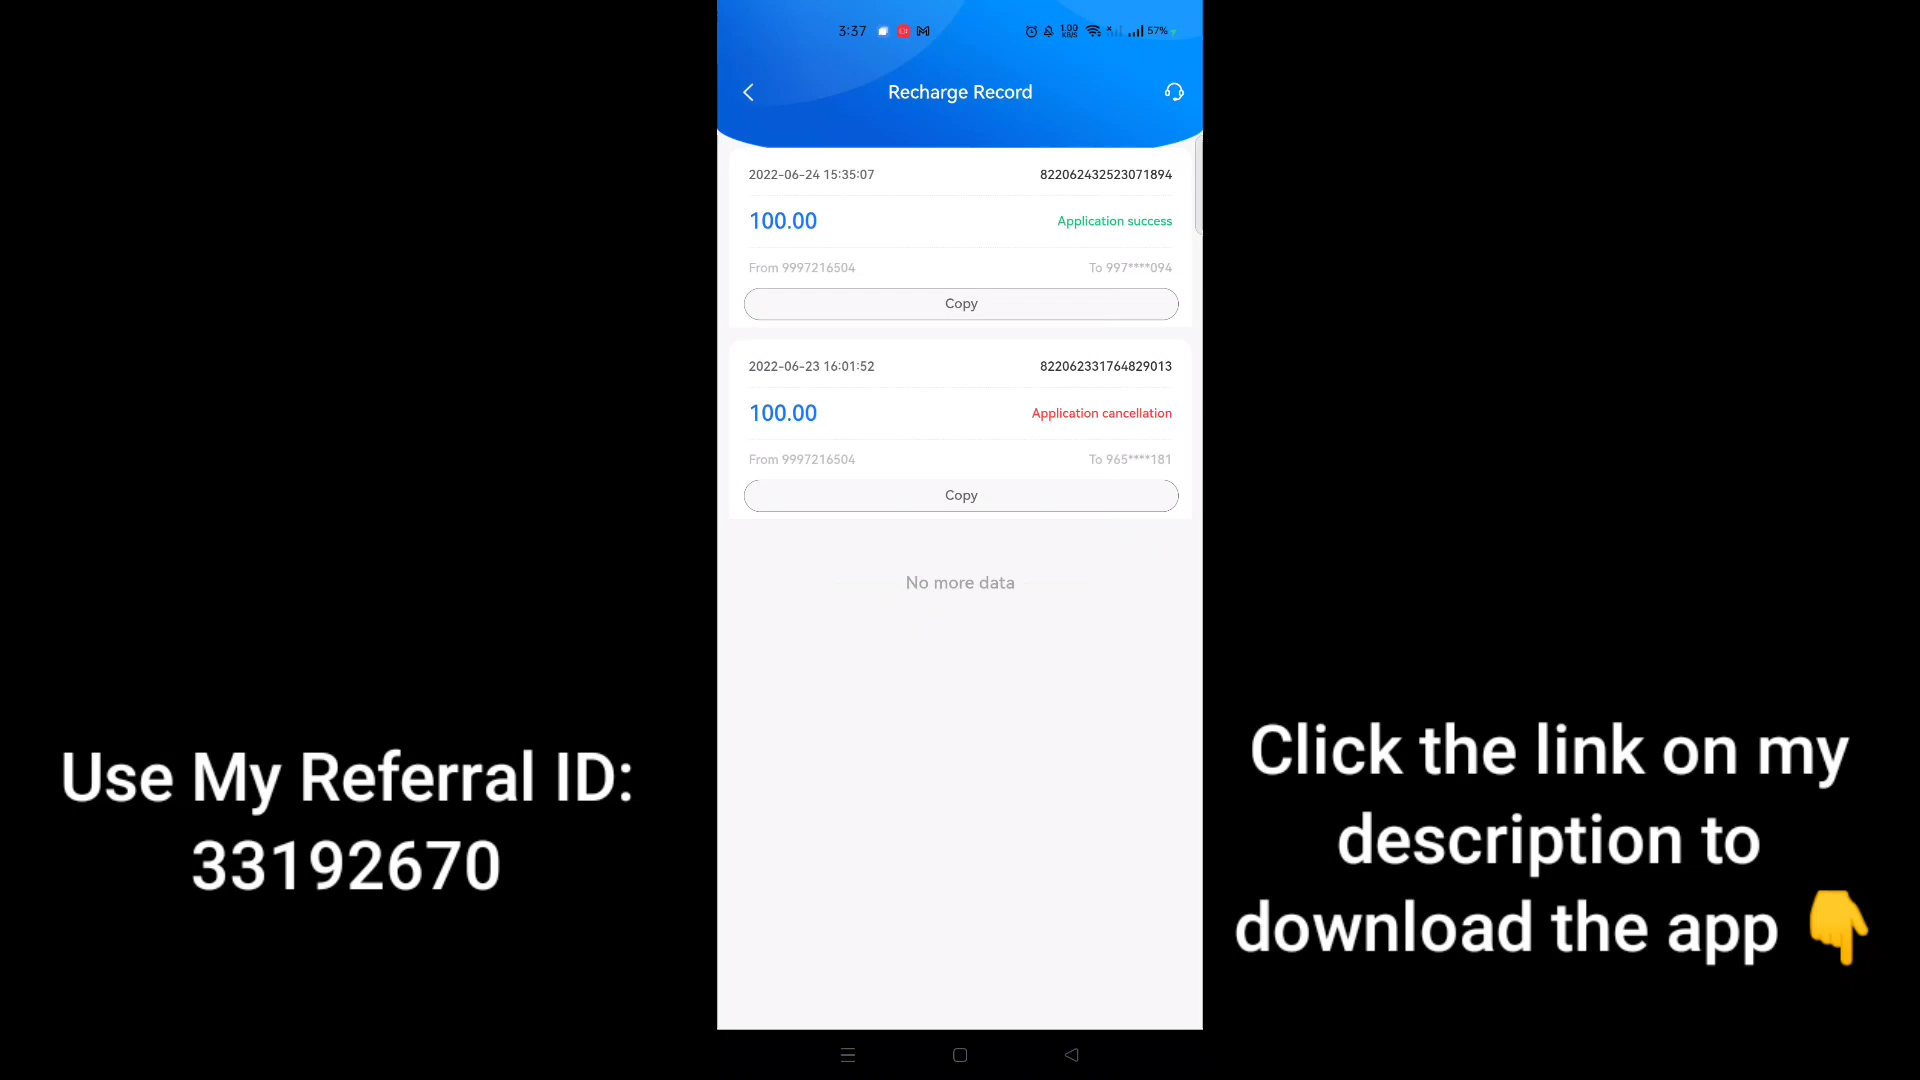 3:37
1.00
KB/S
57%
Recharge Record
2022-06-24 15:35:07 822062432523071894
100.00 Application success
From 9997216504 To 997****094
Copy
2022-06-23 16:01:52 822062331764829013
100.00 Application cancellation
From 9997216504 To 965****181
Copy
No more data
Use My Referral ID:
33192670
Click the link on my
description to
download the app 👇